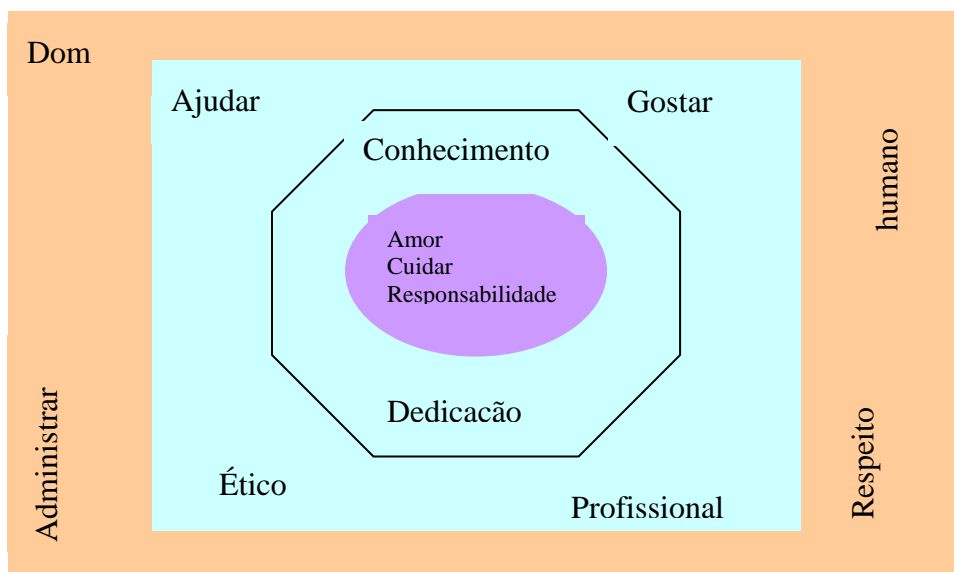 Dom
Ajudar
Gostar
Conhecimento
humano
Amor
Cuidar
Responsabilidade
Dedicacão
Administrar
Respeito
Ético
Profissional